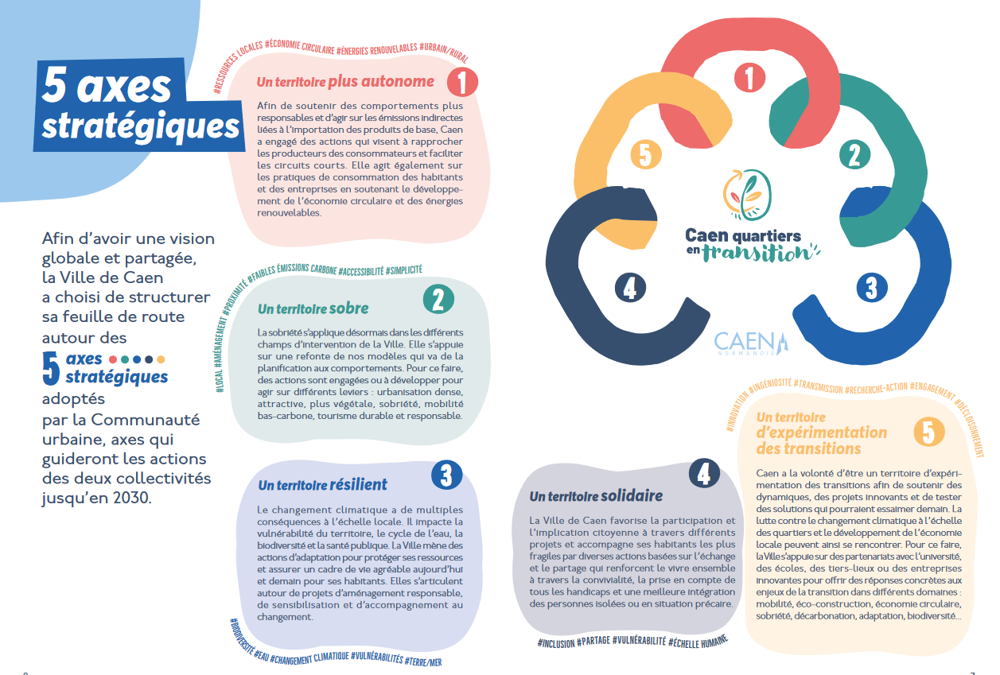 5 axes
stratégiques
Afin d'avoir une vision
globale et partagée,
la Ville de Caen
a choisi de structurer
sa feuille de route
autour des
5 axes
stratégiques
adoptés
par la Communauté
urbaine, axes qui
guideront les actions
des deux collectivités
jusqu'en 2030.
#RESSOURCES LOCALES #ÉCONOMIE CIRCULAIRE #ÉNERGIES RENOUVELABLES #URBAIN/RURAL
Un territoire plus autonome
1
Afin de soutenir des comportements plus
responsables et d'agir sur les émissions indirectes
liées à l'importation des produits de base, Caen
a engagé des actions qui visent à rapprocher
les producteurs des consommateurs et faciliter
les circuits courts. Elle agit également sur
les pratiques de consommation des habitants
et des entreprises en soutenant le développe-
ment de l'économie circulaire et des énergies
renouvelables.
#LOCAL #AMÉNAGEMENT #PROXIMITÉ #FAIBLES ÉMISSIONS CARBONE #ACCESSIBILITÉ #SIMPLICITÉ
Un territoire sobre
2
La sobriété s'applique désormais dans les différents
champs d'intervention de la Ville. Elle s'appuie
sur une refonte de nos modèles qui va de la
planification aux comportements. Pour ce faire,
des actions sont engagées ou à développer pour
agir sur différents leviers : urbanisation dense,
attractive, plus végétale, sobriété, mobilité
bas-carbone, tourisme durable et responsable.
Un territoire résilient
3
Le changement climatique a de multiples
conséquences à l'échelle locale. Il impacte la
vulnérabilité du territoire, le cycle de l'eau, la
biodiversité et la santé publique. La Ville mène des
actions d'adaptation pour protéger ses ressources
et assurer un cadre de vie agréable aujourd'hui
et demain pour ses habitants. Elles s'articulent
autour de projets d'aménagement responsable,
de sensibilisation et d'accompagnement au
changement.
#BIODIVERSITÉ #EAU #CHANGEMENT CLIMATIQUE #VULNÉRABILITÉS #TERRE/MER
1
2
3
4
5
Caen quartiers
en transition
CAEN
NORMANDIE
Un territoire solidaire
4
La Ville de Caen favorise la participation et
l'implication citoyenne à travers différents
projets et accompagne ses habitants les plus
fragiles par diverses actions basées sur l'échange
et le partage qui renforcent le vivre ensemble
à travers la convivialité, la prise en compte de
tous les handicaps et une meilleure intégration
des personnes isolées ou en situation précaire.
#INCLUSION #PARTAGE #VULNÉRABILITÉ #ÉCHELLE HUMAINE
#INNOVATION #INGÉNIOSITÉ #TRANSMISSION #RECHERCHE-ACTION #ENGAGEMENT #DÉCLOISONNEMENT
Un territoire
d'expérimentation
des transitions
5
Caen a la volonté d'être un territoire d'expéri-
mentation des transitions afin de soutenir des
dynamiques, des projets innovants et de tester
des solutions qui pourraient essaimer demain. La
lutte contre le changement climatique à l'échelle
des quartiers et le développement de l'économie
locale peuvent ainsi se rencontrer. Pour ce faire,
la Ville s'appuie sur des partenariats avec l'université,
des écoles, des tiers-lieux ou des entreprises
innovantes pour offrir des réponses concrètes aux
enjeux de la transition dans différents domaines :
mobilité, éco-construction, économie circulaire,
sobriété, décarbonation, adaptation, biodiversité...